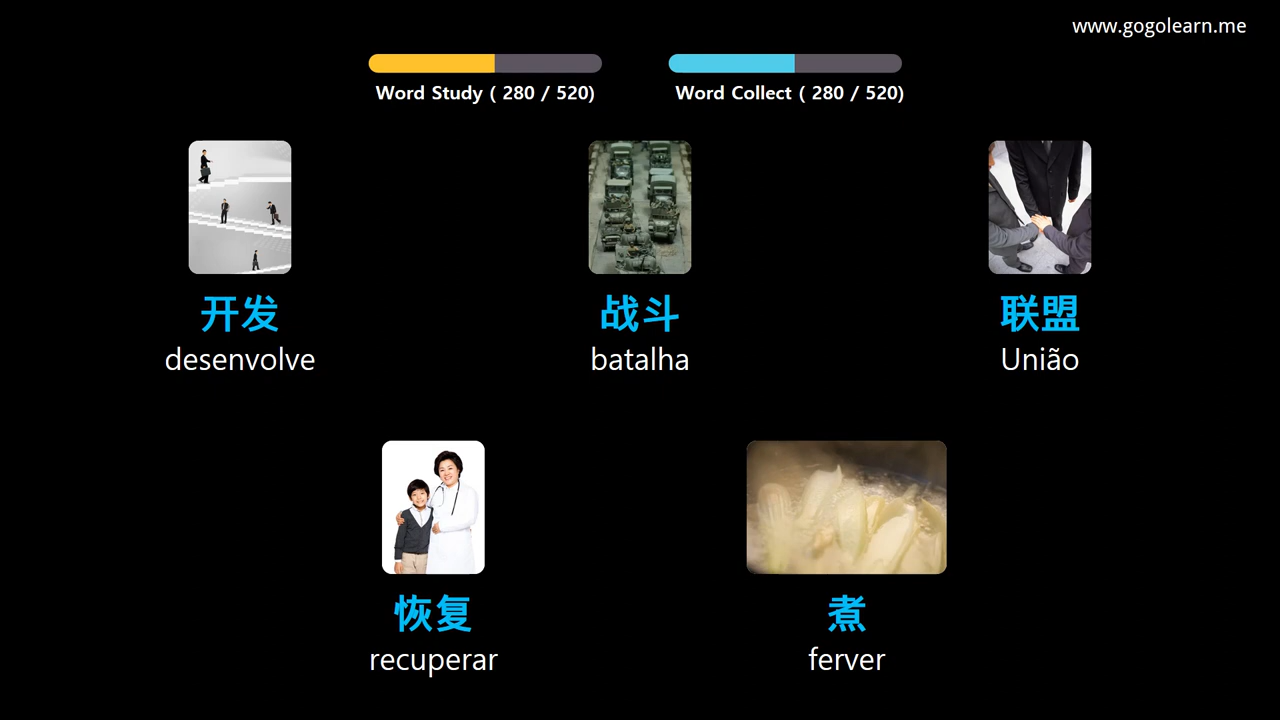 www.gogolearn.me
Word Study ( 280 / 520)
Word Collect ( 280 / 520)
开发
desenvolve
战斗
batalha
联盟
União
恢复
recuperar
煮
ferver